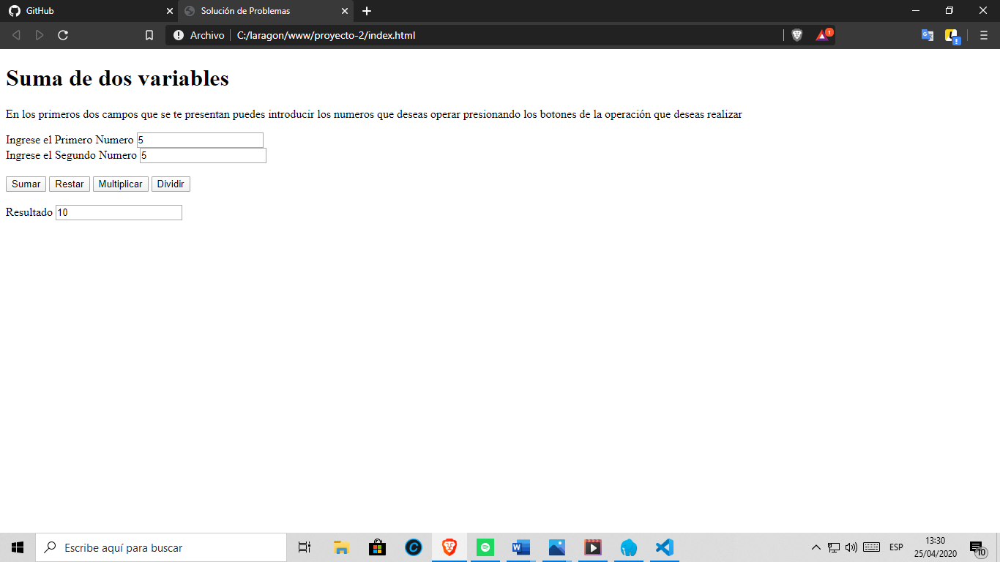 GitHub
Solución de Problemas
Archivo
C:/laragon/www/proyecto-2/index.html
1
Suma de dos variables
En los primeros dos campos que se te presentan puedes introducir los numeros que deseas operar presionando los botones de la operación que deseas realizar
Ingrese el Primero Numero 5
Ingrese el Segundo Numero 5
Sumar Restar Multiplicar Dividir
Resultado 10
Escribe aquí para buscar
ESP
13:30
25/04/2020
10